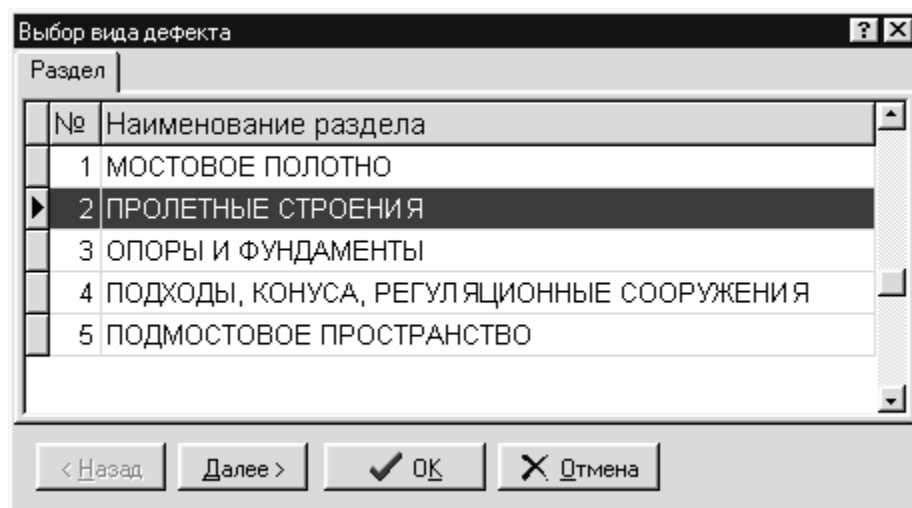 Выбор вида дефекта
Раздел
№ Наименование раздела
1 МОСТОВОЕ ПОЛОТНО
2 ПРОЛЕТНЫЕ СТРОЕНИЯ
3 ОПОРЫ И ФУНДАМЕНТЫ
4 ПОДХОДЫ, КОНУСА, РЕГУЛЯЦИОННЫЕ СООРУЖЕНИЯ
5 ПОДМОСТОВОЕ ПРОСТРАНСТВО
< Назад Далее > OK Отмена